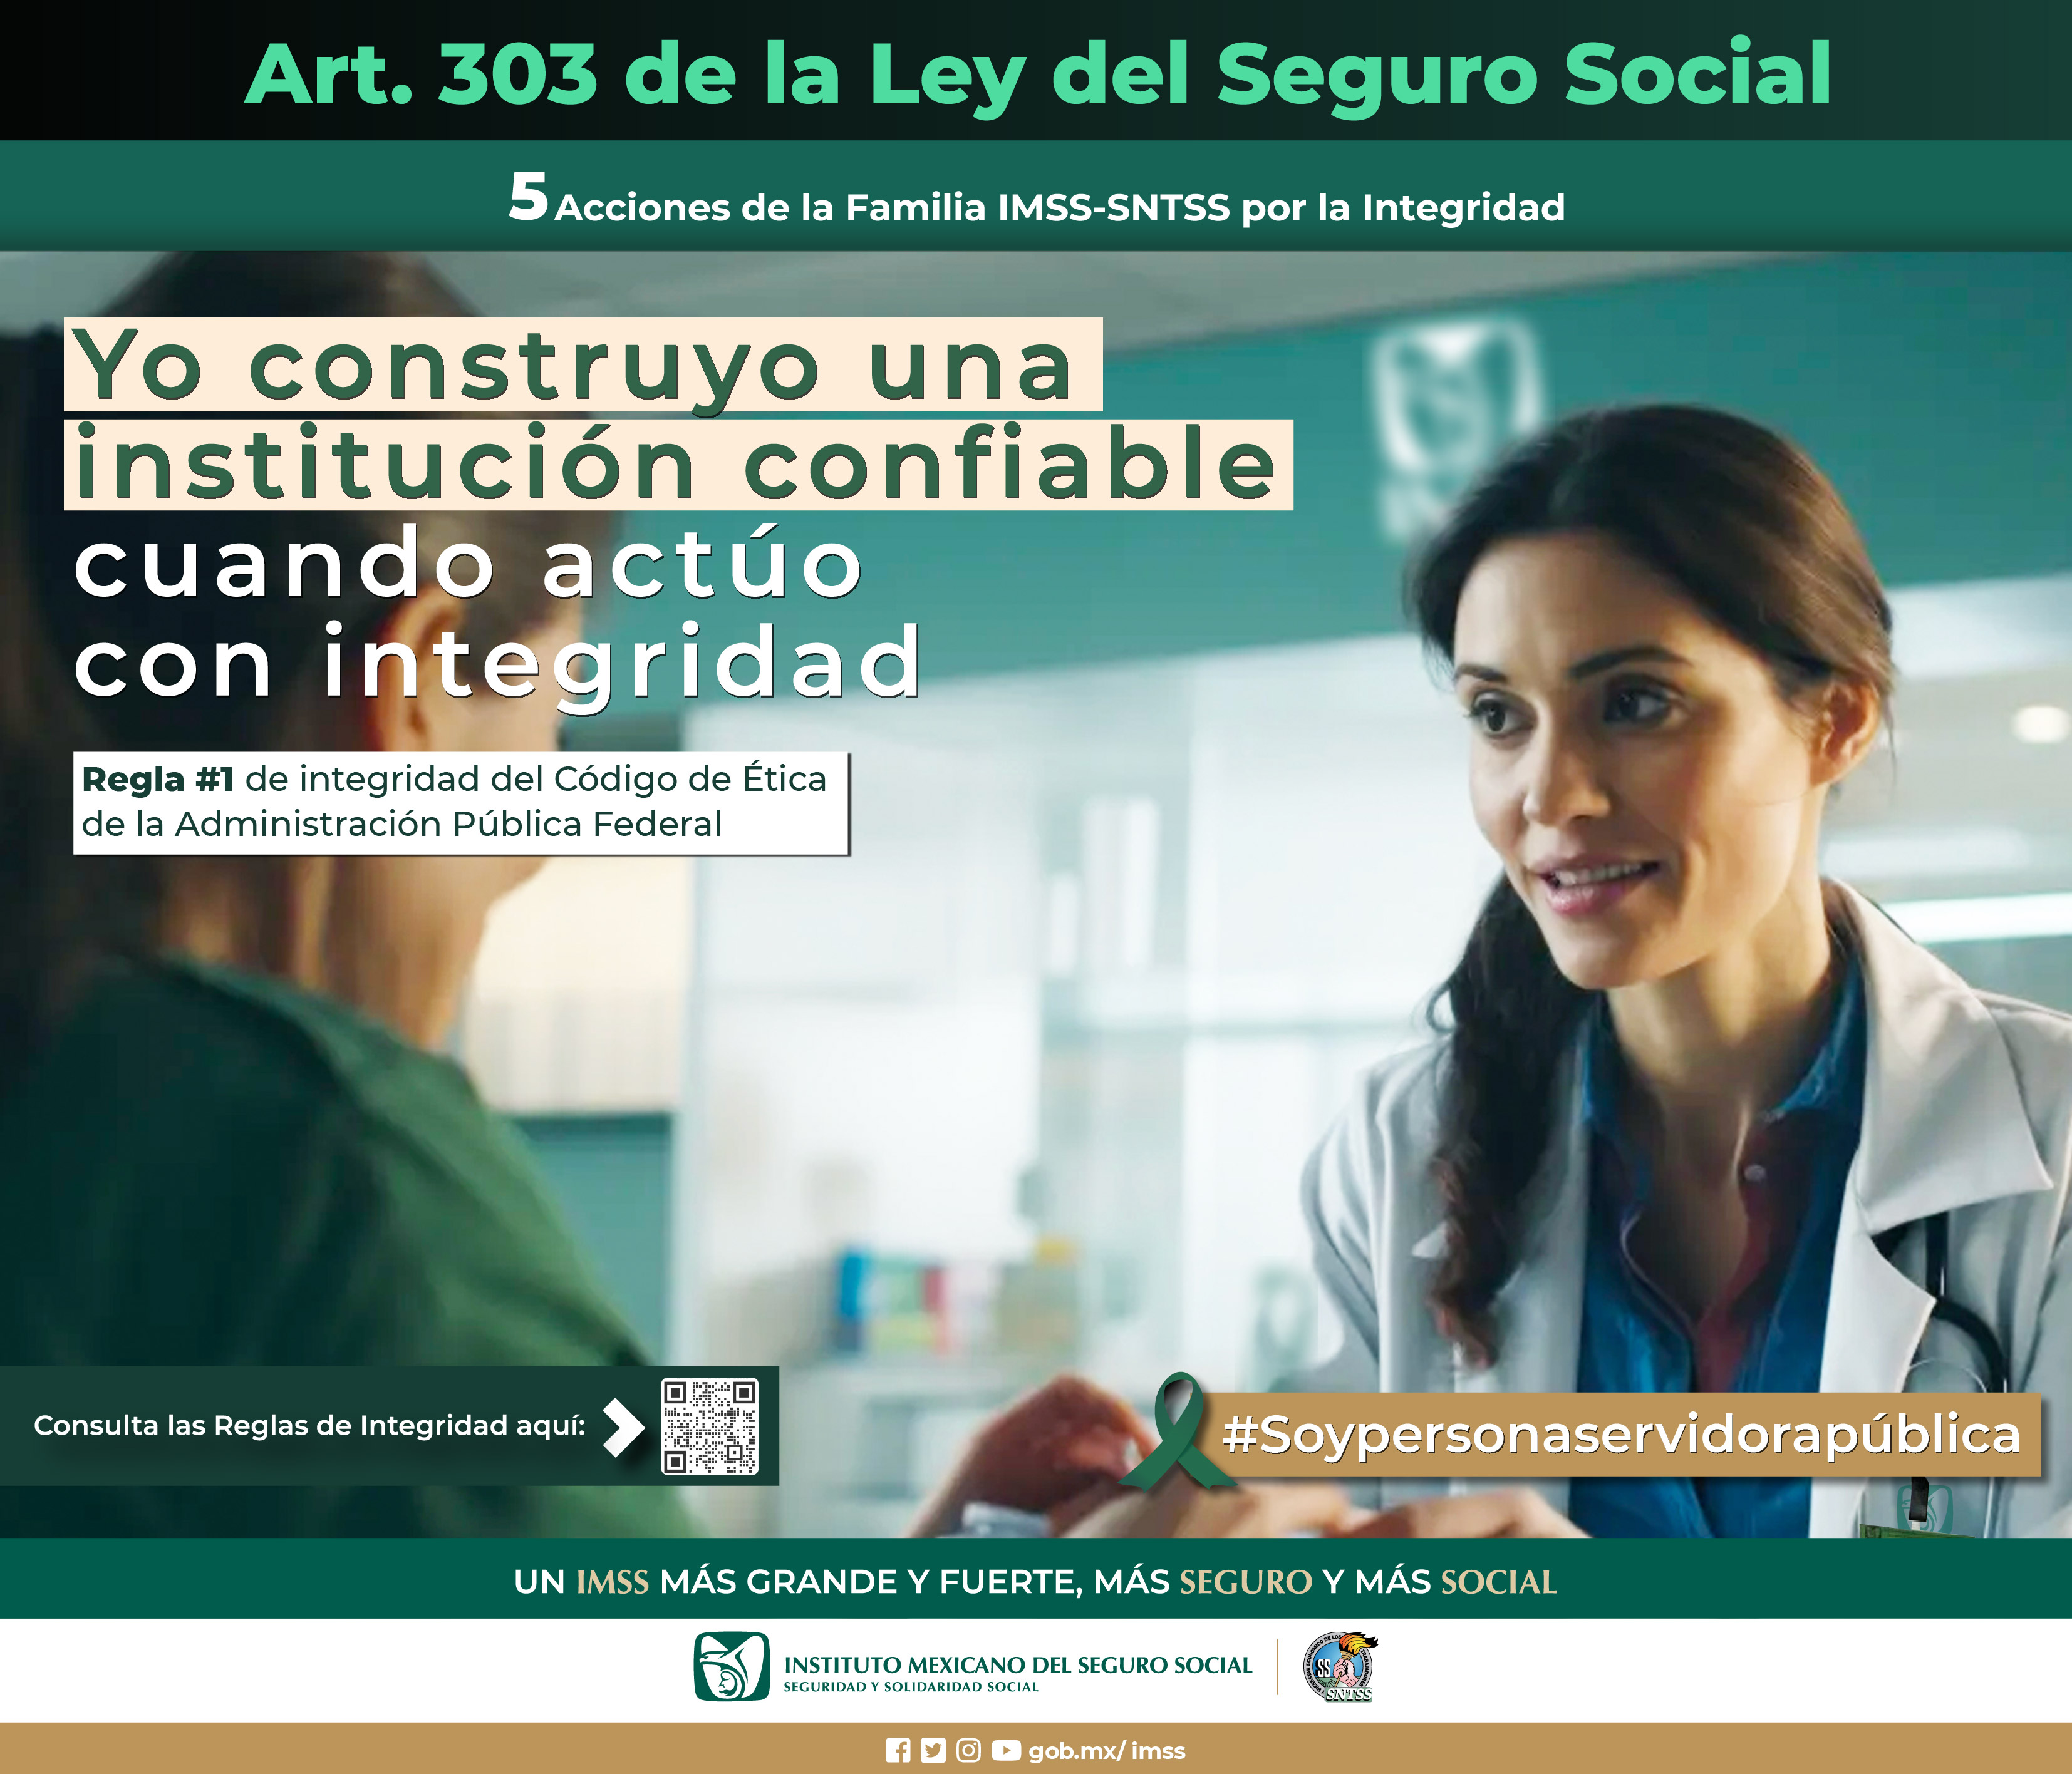 Art. 303 de la Ley del Seguro Social
5 Acciones de la Familia IMSS-SNTSS por la Integridad
Yo construyo una
institución confiable
cuando actúo
con integridad
Regla #1 de integridad del Código de Ética
de la Administración Pública Federal
Consulta las Reglas de Integridad aquí:
#Soypersonaservidorapública
UN IMSS MÁS GRANDE Y FUERTE, MÁS SEGURO Y MÁS SOCIAL
INSTITUTO MEXICANO DEL SEGURO SOCIAL
SEGURIDAD Y SOLIDARIDAD SOCIAL
SS
SNTSS
gob.mx/ imss